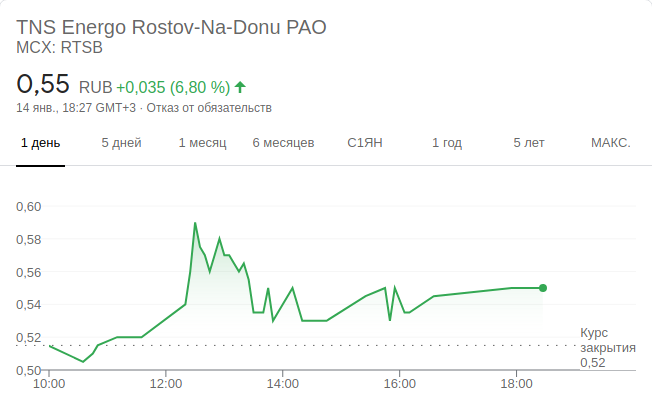 TNS Energo Rostov-Na-Donu PAO
MCX: RTSB
0,55 RUB +0,035 (6,80 %)
14 янв., 18:27 GMT+3 · Отказ от обязательств
1 день 5 дней 1 месяц 6 месяцев С1ЯН 1 год 5 лет МАКС.
0,60
0,58
0,56
0,54
0,52
0,50
Курс
закрытия
0,52
10:00 12:00 14:00 16:00 18:00